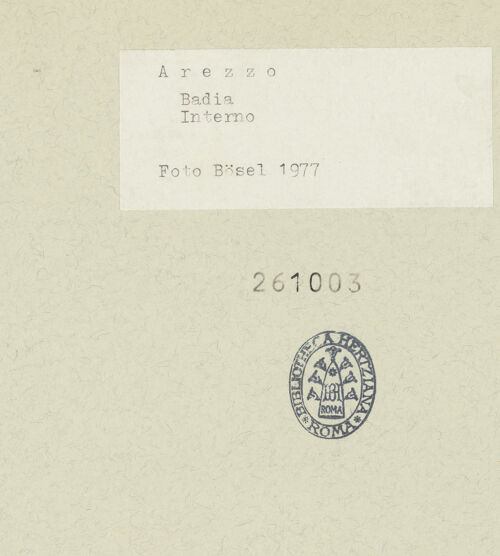 A r e z z o
Badia
Interno
Foto Bösel 1977
261003
BIBLIOTHECA HERTZIANA
ROMA
* ROMA *